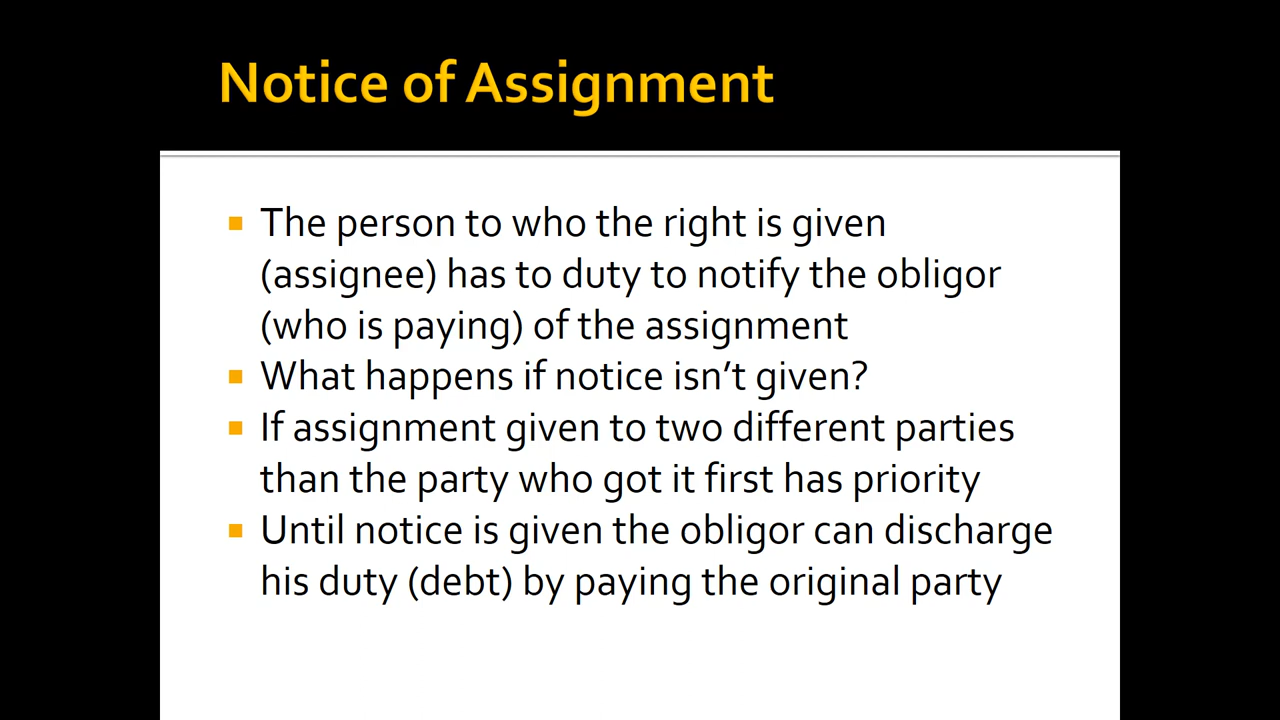 Notice of Assignment
▪ The person to who the right is given
(assignee) has to duty to notify the obligor
(who is paying) of the assignment
▪ What happens if notice isn’t given?
▪ If assignment given to two different parties
than the party who got it first has priority
▪ Until notice is given the obligor can discharge
his duty (debt) by paying the original party